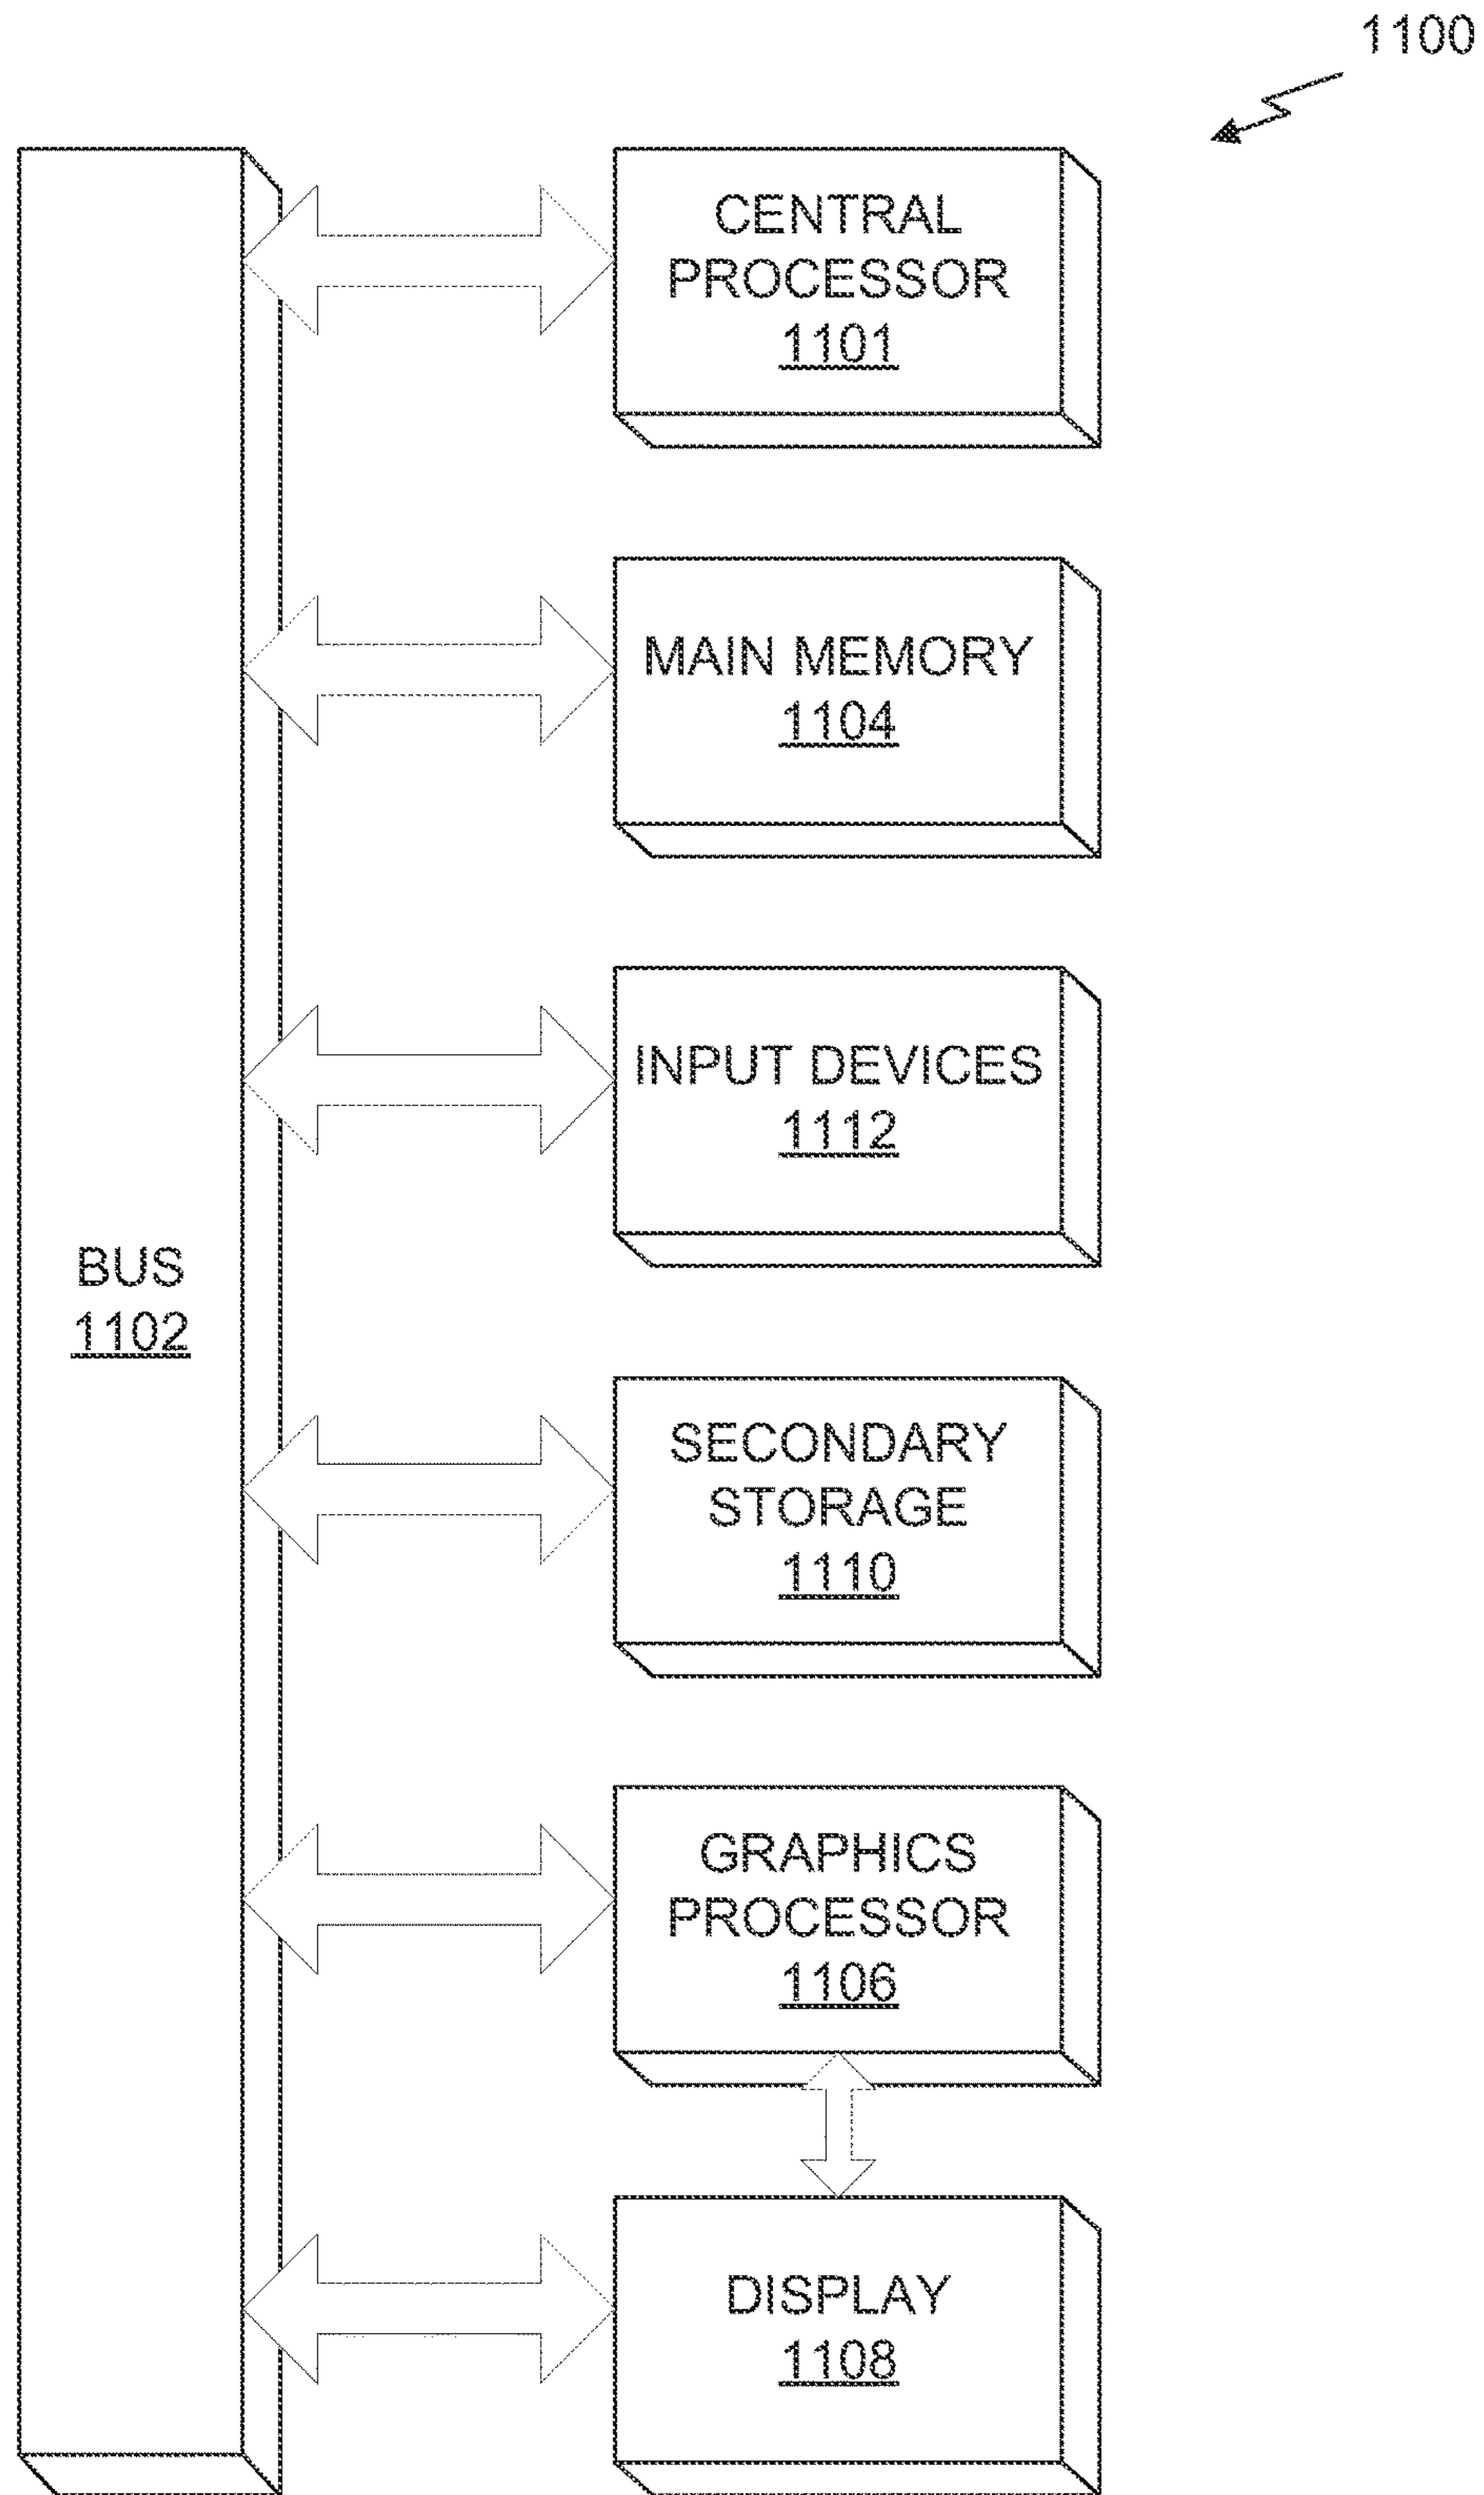 1100
CENTRAL
PROCESSOR
1101
MAIN MEMORY
1104
INPUT DEVICES
1112
BUS
1102
SECONDARY
STORAGE
1110
GRAPHICS
PROCESSOR
1106
DISPLAY
1108